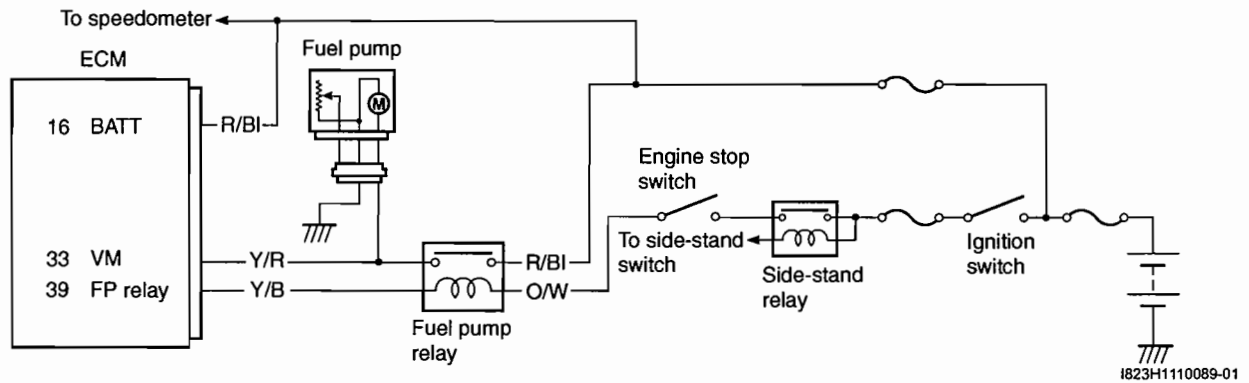 To speedometer
ECM
Fuel pump
M
16 BATT
R/Bl
Engine stop
switch
To side-stand
switch
Ignition
switch
Side-stand
relay
33 VM
Y/R
R/Bl
39 FP relay
Y/B
O/W
Fuel pump
relay
I823H1110089-01